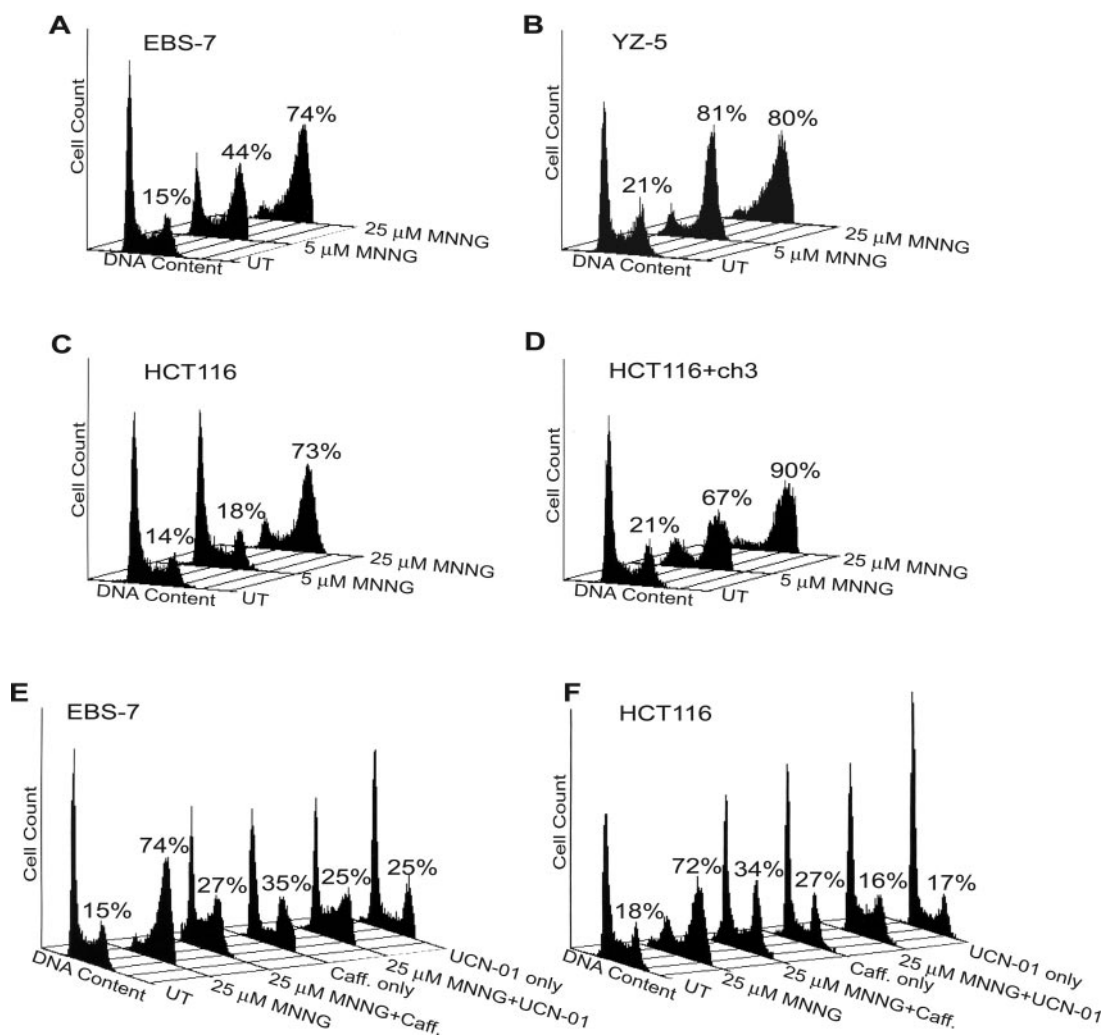 A
EBS-7
Cell Count
15%
44%
74%
DNA Content
UT
5 μM MNNG
25 μM MNNG
B
YZ-5
Cell Count
21%
81%
80%
DNA Content
UT
5 μM MNNG
25 μM MNNG
C
HCT116
Cell Count
14%
18%
73%
DNA Content
UT
5 μM MNNG
25 μM MNNG
D
HCT116+ch3
Cell Count
21%
67%
90%
DNA Content
UT
5 μM MNNG
25 μM MNNG
E
EBS-7
Cell Count
15%
74%
27%
35%
25%
25%
DNA Content
UT
25 μM MNNG
25 μM MNNG+Caff.
Caff. only
25 μM MNNG+UCN-01
UCN-01 only
F
HCT116
Cell Count
18%
72%
34%
27%
16%
17%
DNA Content
UT
25 μM MNNG
25 μM MNNG+Caff.
Caff. only
25 μM MNNG+UCN-01
UCN-01 only